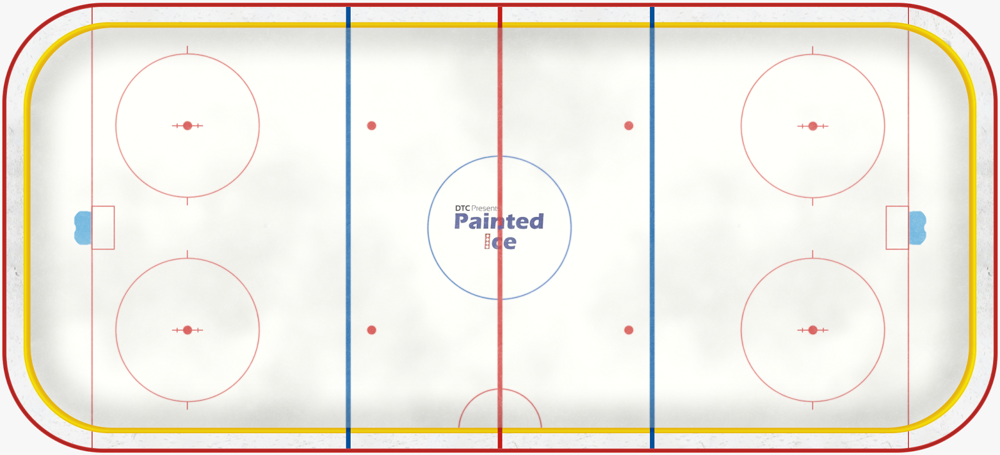 DTC Presents
Painted
Ice